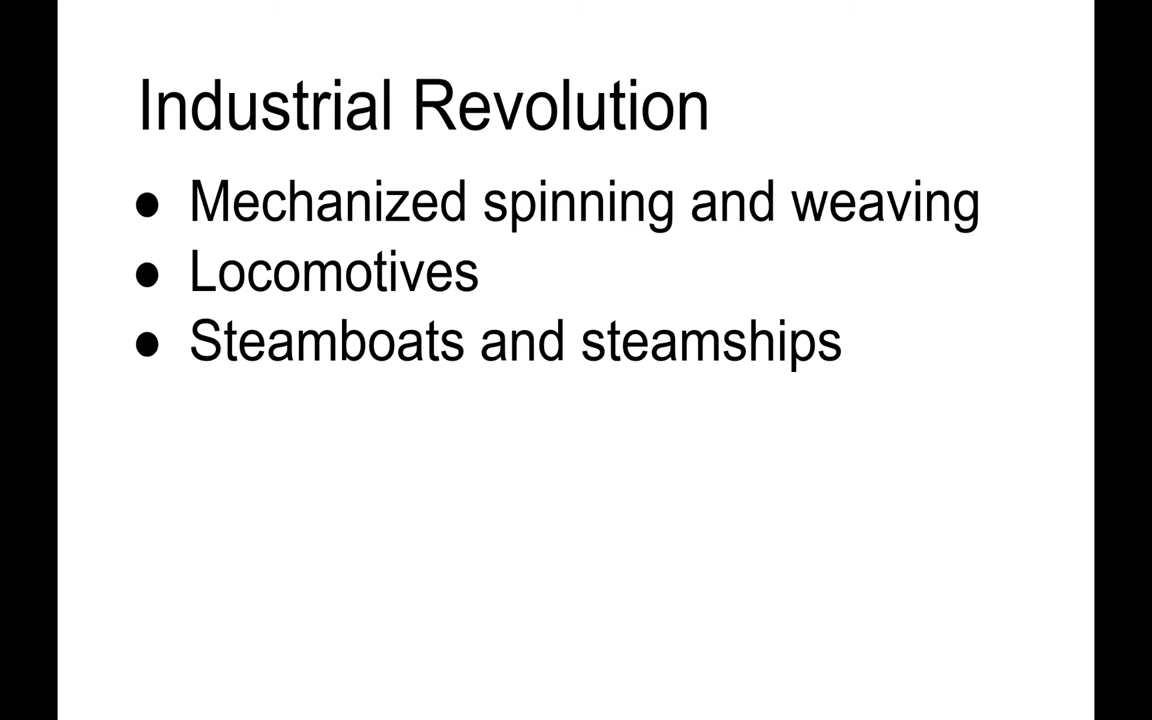 Industrial Revolution
● Mechanized spinning and weaving
● Locomotives
● Steamboats and steamships